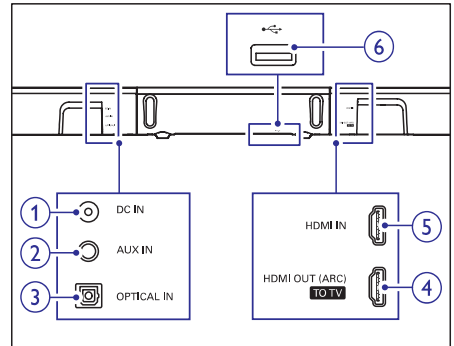 6
1
DC IN
2
AUX IN
3
OPTICAL IN
HDMI IN
5
HDMI OUT (ARC)
TO TV
4